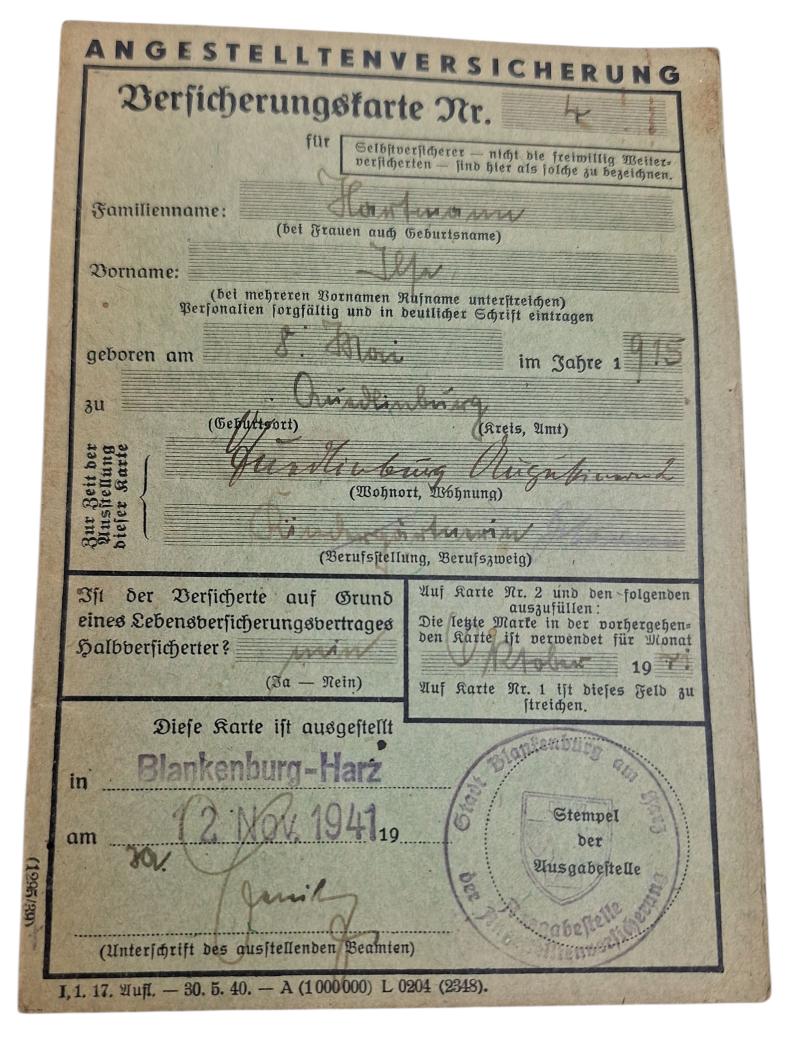 ANGESTELLTENVERSICHERUNG
Versicherungskarte Nr. 4
für
Selbstversicherer — nicht die freiwillig Weiter-
versicherten — sind hier als solche zu bezeichnen.
Familienname: Hartmann
(bei Frauen auch Geburtsname)
Vorname: Ilse
(bei mehreren Vornamen Rufname unterstreichen)
Personalien sorgfältig und in deutlicher Schrift eintragen
geboren am 8. Mai im Jahre 1915
zu Quedlinburg
(Geburtsort) (Kreis, Amt)
Zur Zeit der
Ausstellung
dieser Karte
Quedlinburg
(Wohnort, Wohnung)
Kindergärtnerin
(Berufsstellung, Berufszweig)
Ist der Versicherte auf Grund
eines Lebensversicherungsvertrages
Halbversicherter? nein
(Ja — Nein)
Auf Karte Nr. 2 und den folgenden
auszufüllen:
Die letzte Marke in der vorhergehen-
den Karte ist verwendet für Monat
Oktober 1941
Auf Karte Nr. 1 ist dieses Feld zu
streichen.
Diese Karte ist ausgestellt
in Blankenburg-Harz
am 12 Nov. 1941 19
(Unterschrift des ausstellenden Beamten)
Stadt Blankenburg am Harz
Stempel
der
Ausgabestelle
Ausgabestelle
der Angestelltenversicherung
(1295/39)
I, 1. 17. Aufl. — 30. 5. 40. — A (1000000) L 0204 (2348).